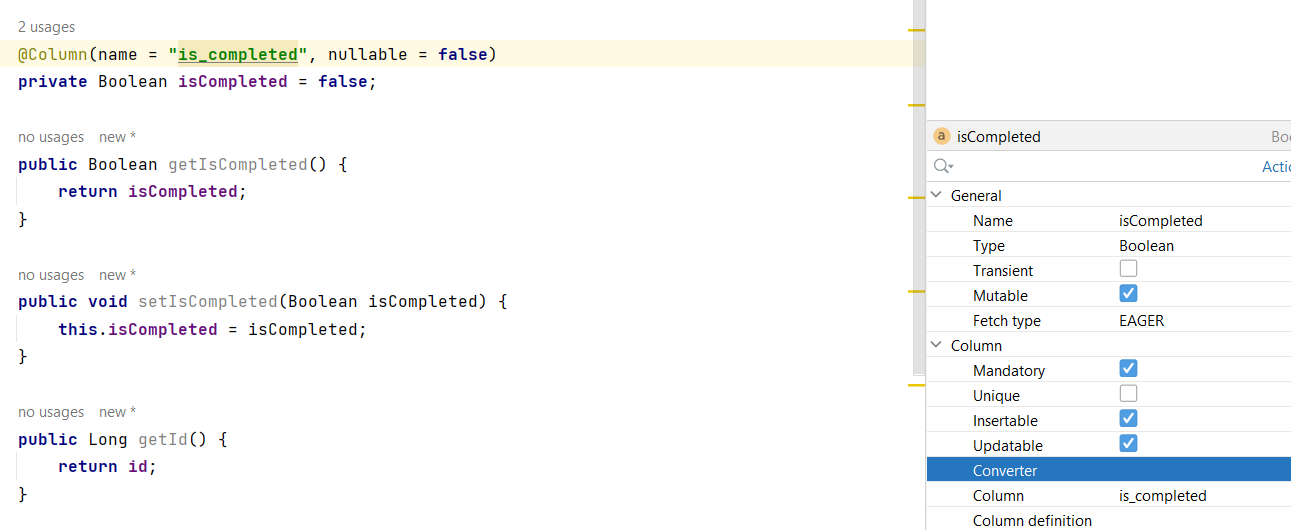 2 usages
@Column(name = "is_completed", nullable = false)
private Boolean isCompleted = false;
no usages new *
public Boolean getIsCompleted() {
return isCompleted;
}
no usages new *
public void setIsCompleted(Boolean isCompleted) {
this.isCompleted = isCompleted;
}
no usages new *
public Long getId() {
return id;
}
a isCompleted
General
Name isCompleted
Type Boolean
Transient
Mutable
Fetch type EAGER
Column
Mandatory
Unique
Insertable
Updatable
Converter
Column is_completed
Column definition